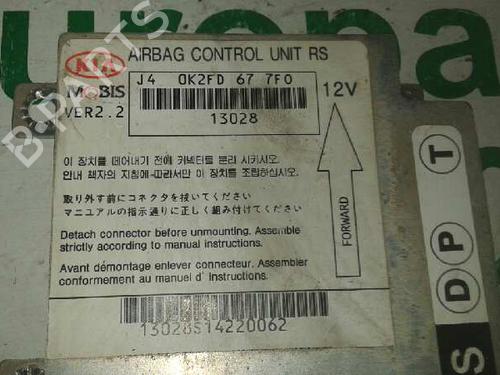 AIRBAG CONTROL UNIT RS
KIA
MOBIS
VER2.2
J4 0K2FD 67 7F0
13028
12V
이 장치를 떼어내기 전에 커넥터를 분리 시키시오.
안내 책자의 지침에 따라서만 이 장치를 조립하십시오.
取り外す前にコネクタを抜いてください
マニュアルの指示通りに正しく組み付けてください
Detach connector before unmounting. Assemble
strictly according to manual instructions.
Avant démontage enlever connecteur. Assembler
conformement au manuel d' Instructions.
FORWARD
13028S14220062
S D P T
B-PARTS